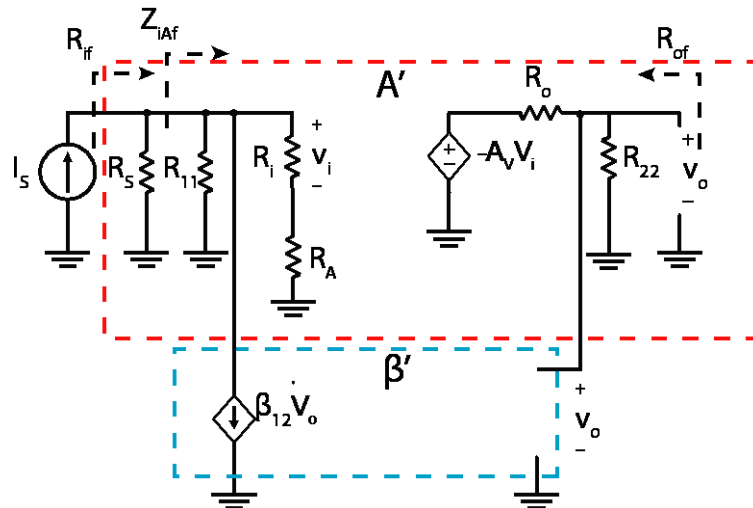 Z_iAf
R_if
R_of
A'
R_o
+
v_i
-
R_i
I_S
R_S
R_11
+
-
-A_vV_i
R_22
+
v_o
-
R_A
β'
β_12V_o
+
v_o
-